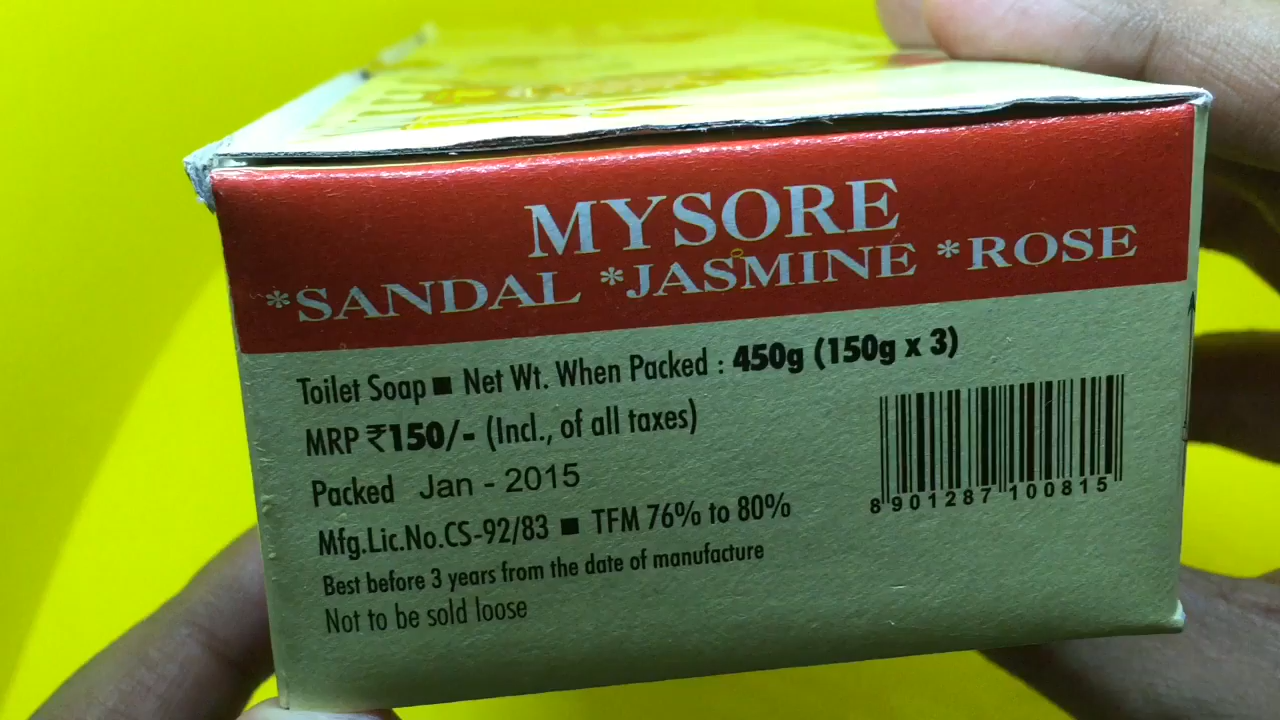 MYSORE
*SANDAL *JASMINE *ROSE
Toilet Soap ■ Net Wt. When Packed : 450g (150g x 3)
MRP ₹150/- (Incl., of all taxes)
Packed Jan - 2015
Mfg.Lic.No.CS-92/83 ■ TFM 76% to 80%
Best before 3 years from the date of manufacture
Not to be sold loose
8 901287 100815